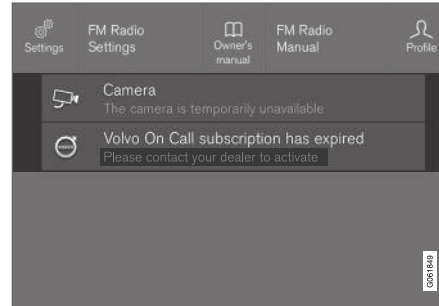 Settings
FM Radio
Settings
Owner's
manual
FM Radio
Manual
Profile
Camera
The camera is temporarily unavailable
Volvo On Call subscription has expired
Please contact your dealer to activate
G061849